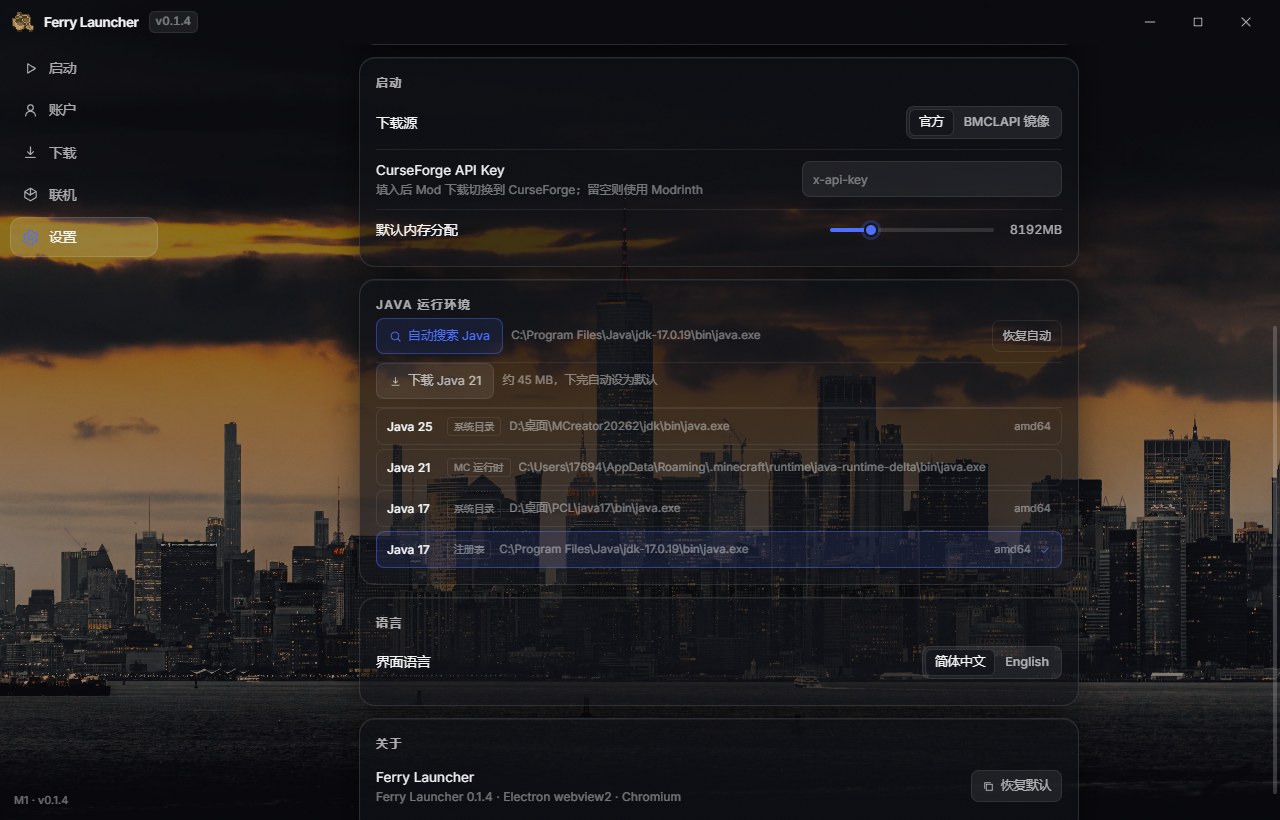 Ferry Launcher v0.1.4
启动
账户
下载
联机
设置
启动
下载源 官方 BMCLAPI 镜像
CurseForge API Key
填入后 Mod 下载切换到 CurseForge；留空则使用 Modrinth
x-api-key
默认内存分配 8192MB
JAVA 运行环境
自动搜索 Java C:\Program Files\Java\jdk-17.0.19\bin\java.exe 恢复自动
下载 Java 21 约 45 MB，下完自动设为默认
Java 25 系统目录 D:\桌面\MCreator20262\jdk\bin\java.exe amd64
Java 21 MC 运行时 C:\Users\17694\AppData\Roaming\.minecraft\runtime\java-runtime-delta\bin\java.exe
Java 17 系统目录 D:\桌面\PCL\java17\bin\java.exe amd64
Java 17 注册表 C:\Program Files\Java\jdk-17.0.19\bin\java.exe amd64
语言
界面语言 简体中文 English
关于
Ferry Launcher
Ferry Launcher 0.1.4 · Electron webview2 · Chromium
恢复默认
M1 · v0.1.4